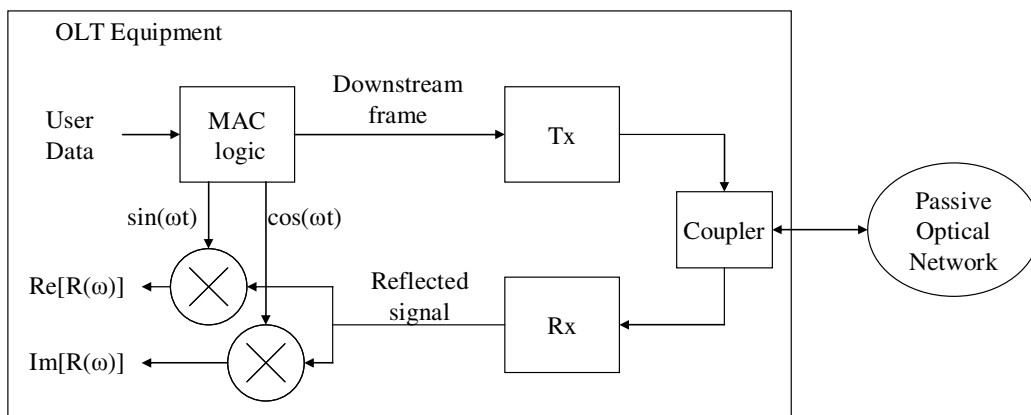 OLT Equipment
Downstream
frame
User
Data
MAC
logic
Tx
sin(ωt)
cos(ωt)
Coupler
Passive
Optical
Network
Re[R(ω)]
Reflected
signal
Rx
Im[R(ω)]